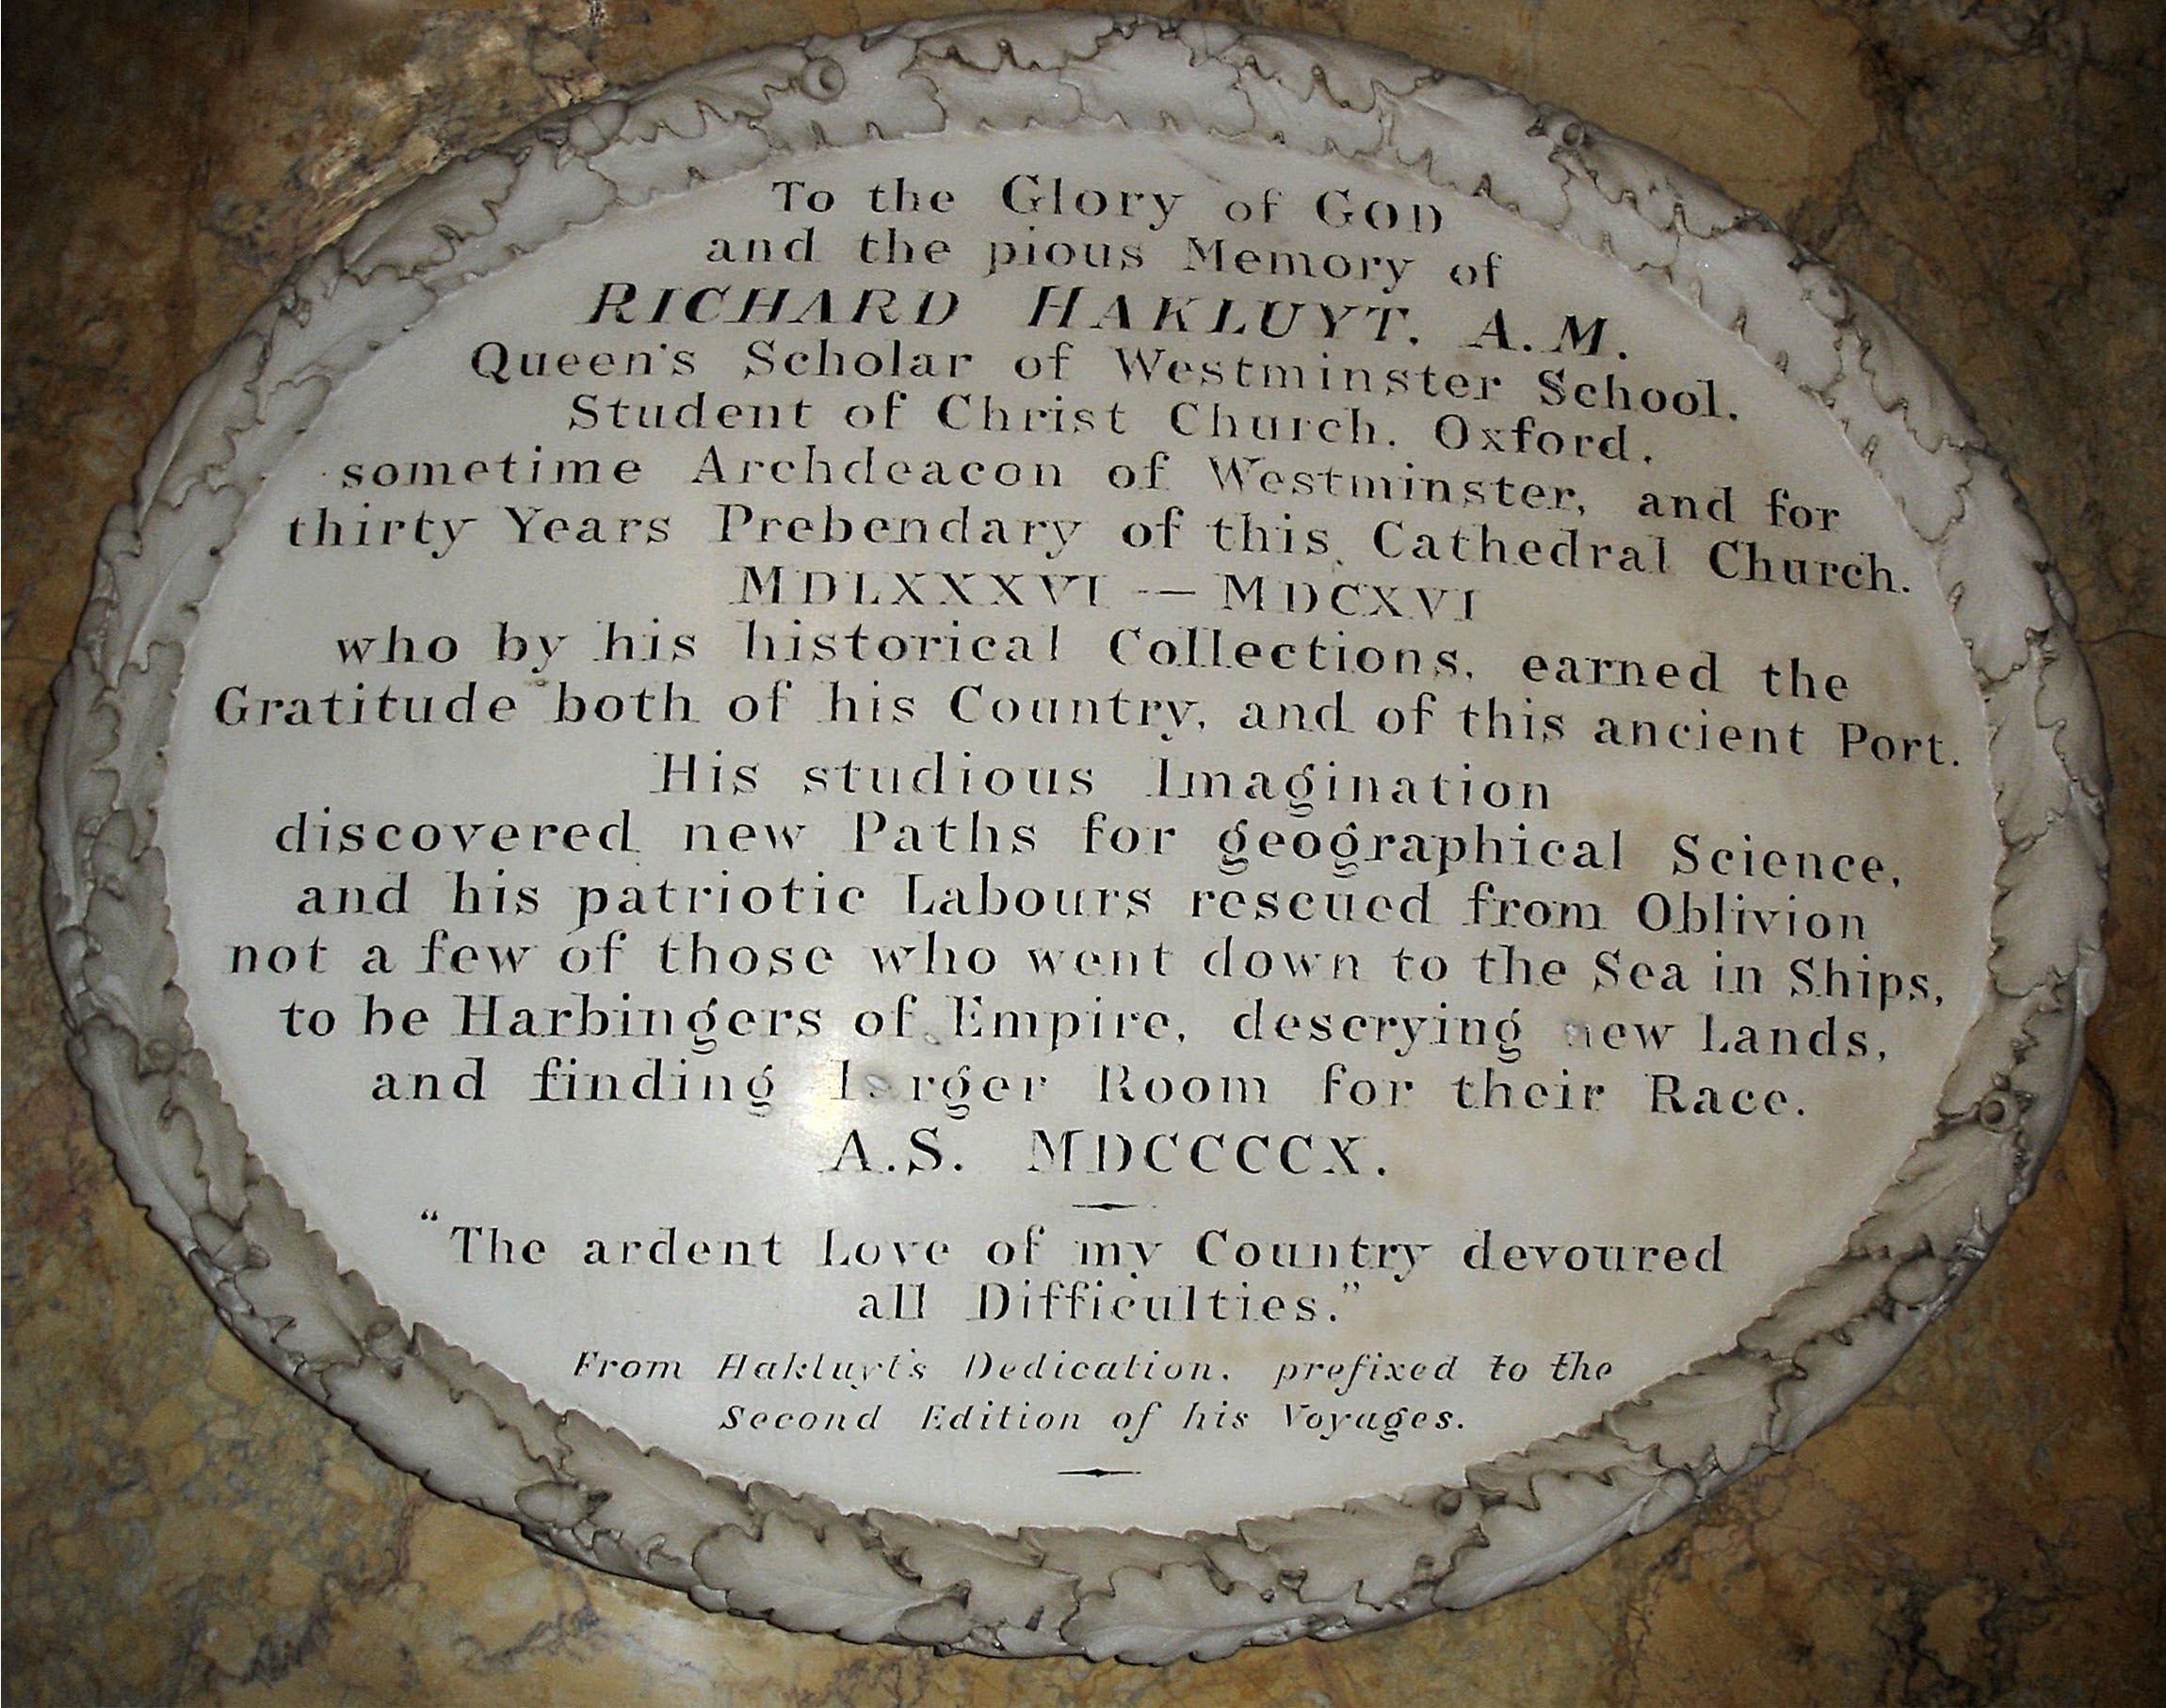 To the Glory of GOD
and the pious Memory of
RICHARD HAKLUYT, A.M.
Queen's Scholar of Westminster School,
Student of Christ Church, Oxford,
sometime Archdeacon of Westminster, and for
thirty Years Prebendary of this Cathedral Church.
MDLXXXVI — MDCXVI
who by his historical Collections, earned the
Gratitude both of his Country, and of this ancient Port.
His studious Imagination
discovered new Paths for geographical Science,
and his patriotic Labours rescued from Oblivion
not a few of those who went down to the Sea in Ships,
to be Harbingers of Empire, descrying new Lands,
and finding larger Room for their Race.
A.S. MDCCCCX.
“The ardent Love of my Country devoured
all Difficulties.”
From Hakluyt's Dedication, prefixed to the
Second Edition of his Voyages.